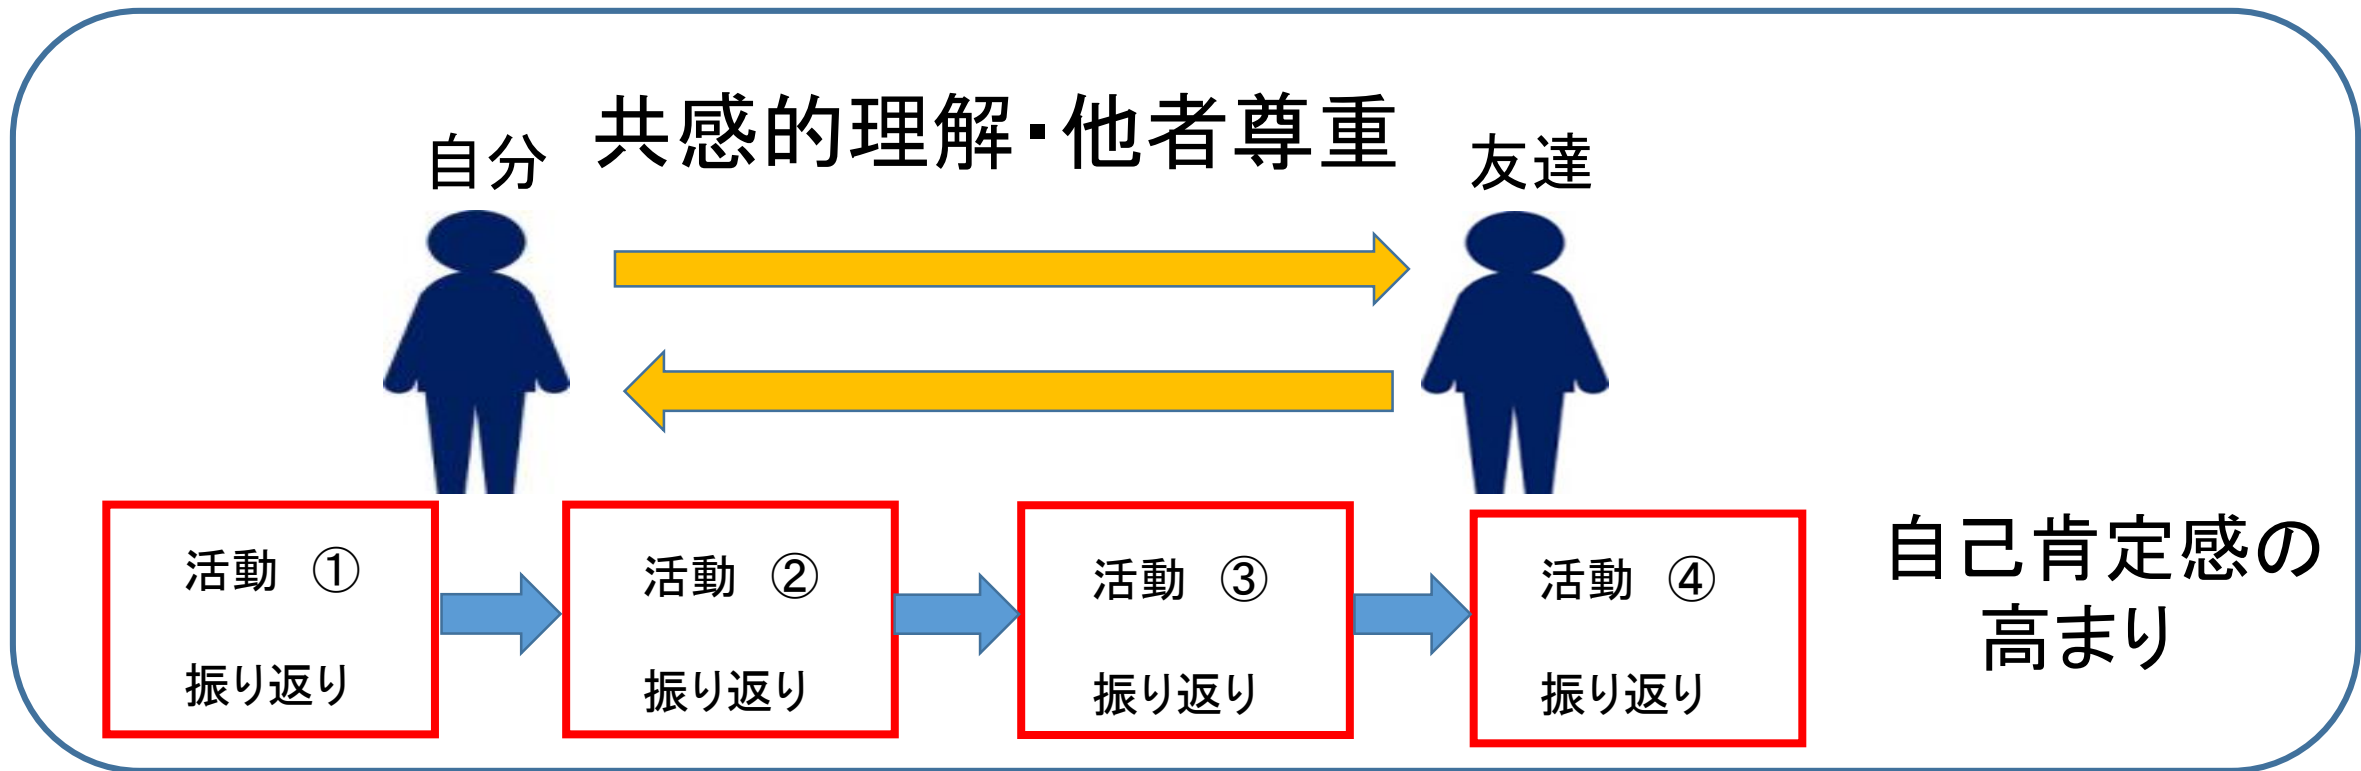 共感的理解・他者尊重
自分
友達
活動　①
振り返り
活動　②
振り返り
活動　③
振り返り
活動　④
振り返り
自己肯定感の
高まり